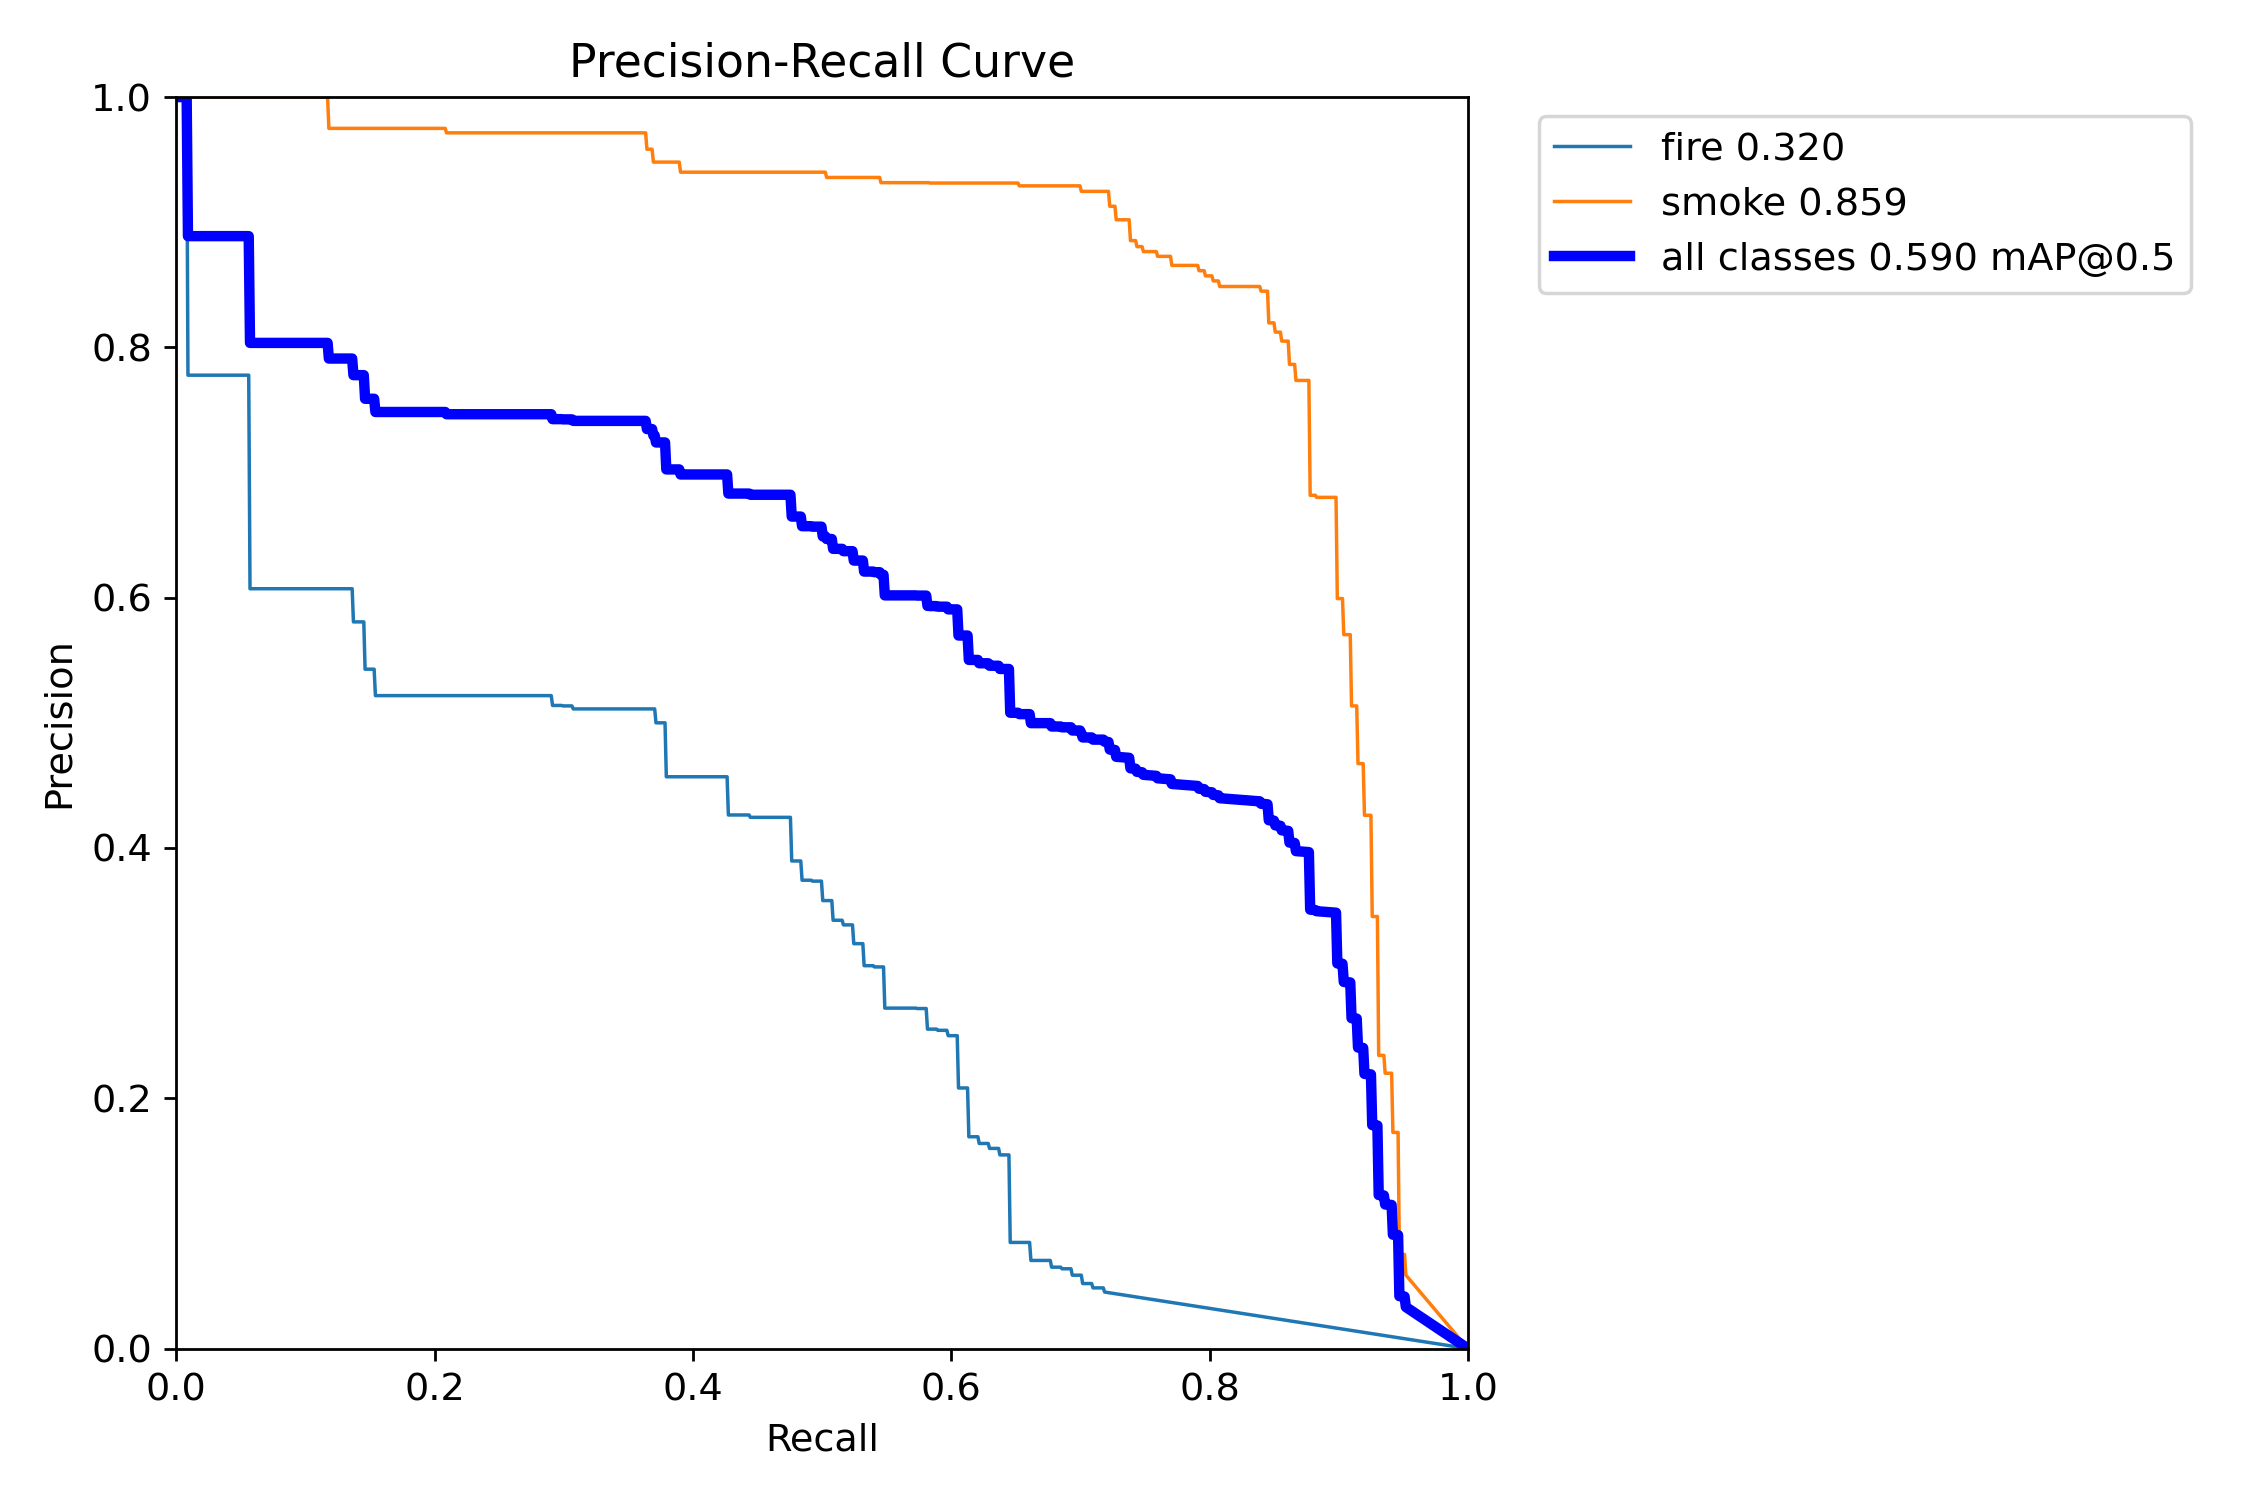 Precision-Recall Curve
1.0
0.8
0.6
0.4
0.2
0.0
Precision
0.0 0.2 0.4 0.6 0.8 1.0
Recall
fire 0.320
smoke 0.859
all classes 0.590 mAP@0.5